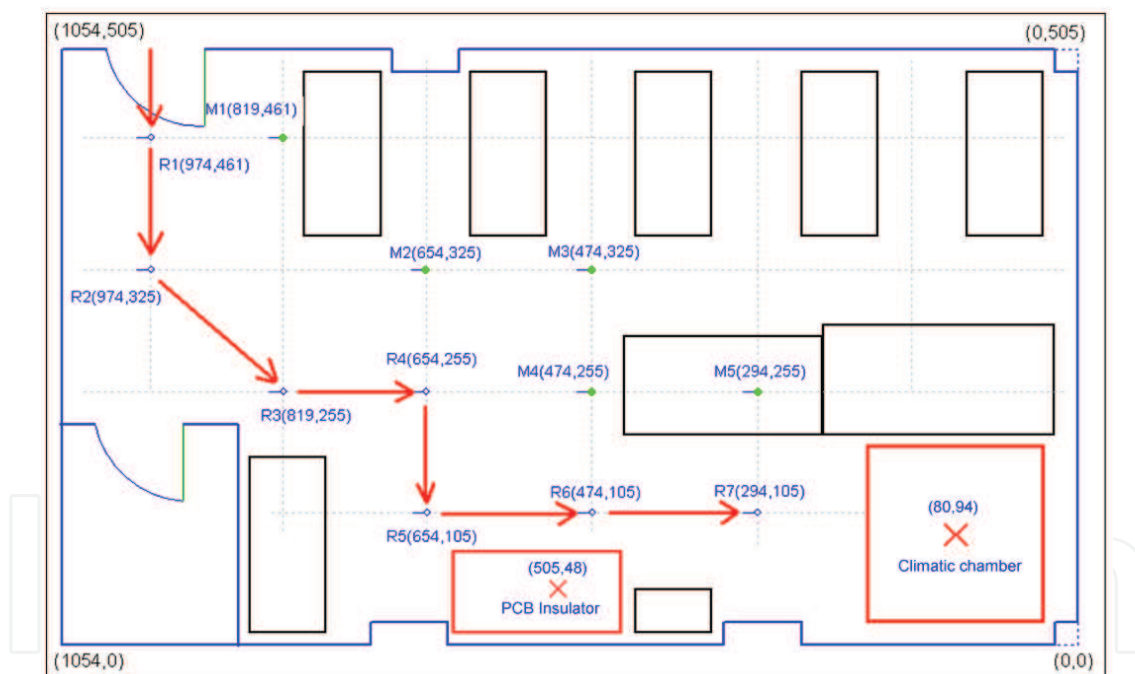 (1054,505)
(0,505)
M1(819,461)
R1(974,461)
M2(654,325)
M3(474,325)
R2(974,325)
R4(654,255)
M4(474,255)
M5(294,255)
R3(819,255)
R6(474,105)
R7(294,105)
R5(654,105)
(80,94)
Climatic chamber
(505,48)
PCB Insulator
(1054,0)
(0,0)